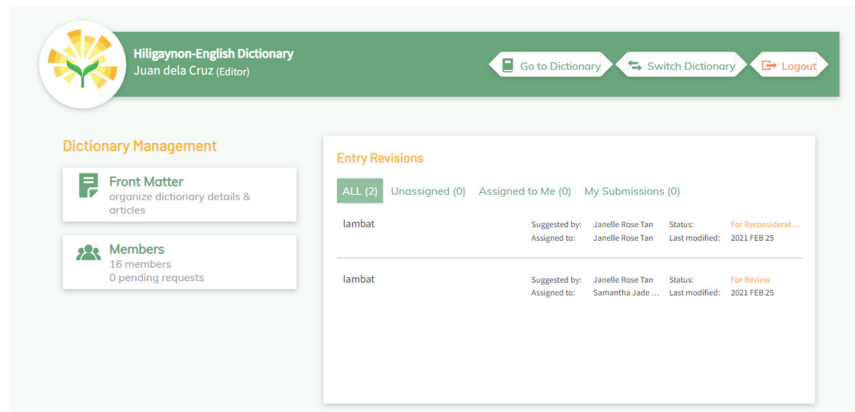 Hiligaynon-English Dictionary
Juan dela Cruz (Editor)
Go to Dictionary
Switch Dictionary
Logout
Dictionary Management
Front Matter
organize dictionary details &
articles
Members
16 members
0 pending requests
Entry Revisions
ALL (2) Unassigned (0) Assigned to Me (0) My Submissions (0)
lambat Suggested by: Janelle Rose Tan Status: For Reconsiderat...
Assigned to: Janelle Rose Tan Last modified: 2021 FEB 25
lambat Suggested by: Janelle Rose Tan Status: For Review
Assigned to: Samantha Jade ... Last modified: 2021 FEB 25